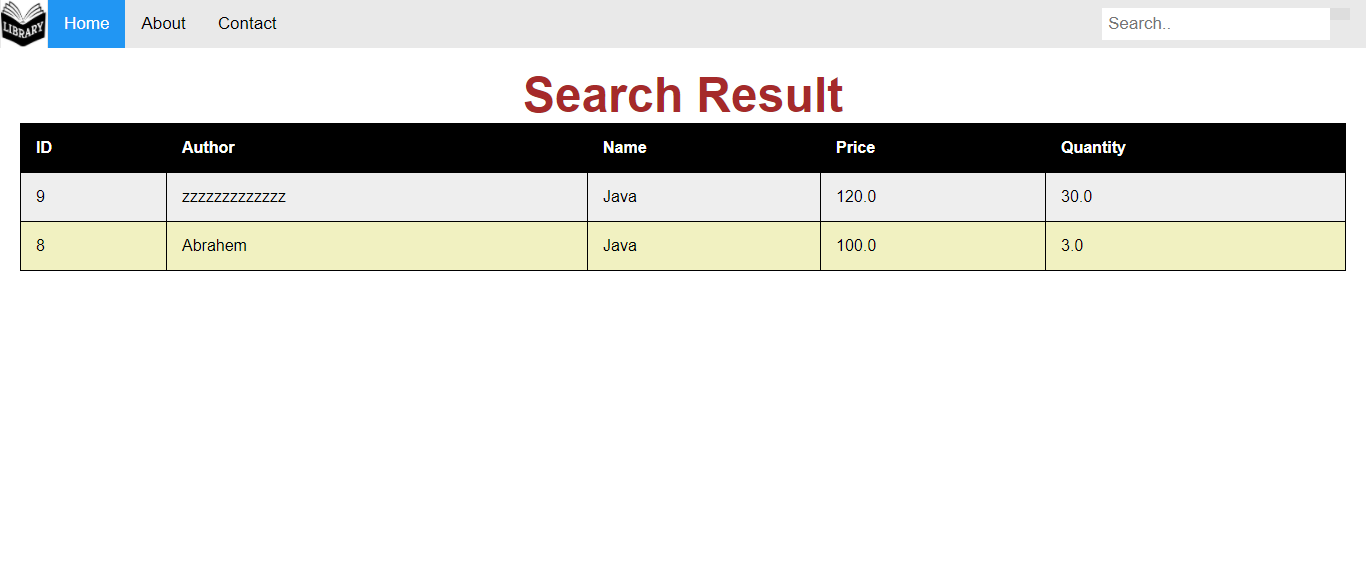 LIBRARY
Home About Contact Search..
Search Result
ID Author Name Price Quantity
9 zzzzzzzzzzzzz Java 120.0 30.0
8 Abrahem Java 100.0 3.0